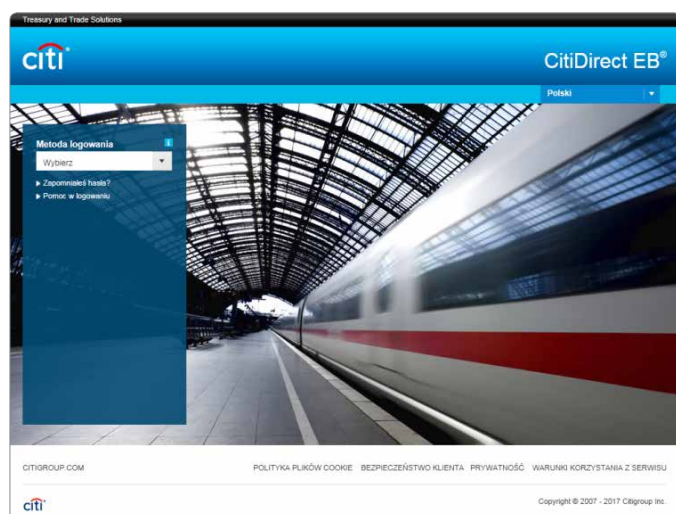 Treasury and Trade Solutions
citi
CitiDirect EB®
Polski
Metoda logowania
Wybierz
Zapomniałeś hasła?
Pomoc w logowaniu
CITIGROUP.COM
POLITYKA PLIKÓW COOKIE BEZPIECZEŃSTWO KLIENTA PRYWATNOŚĆ WARUNKI KORZYSTANIA Z SERWISU
citi
Copyright © 2007 - 2017 Citigroup Inc.